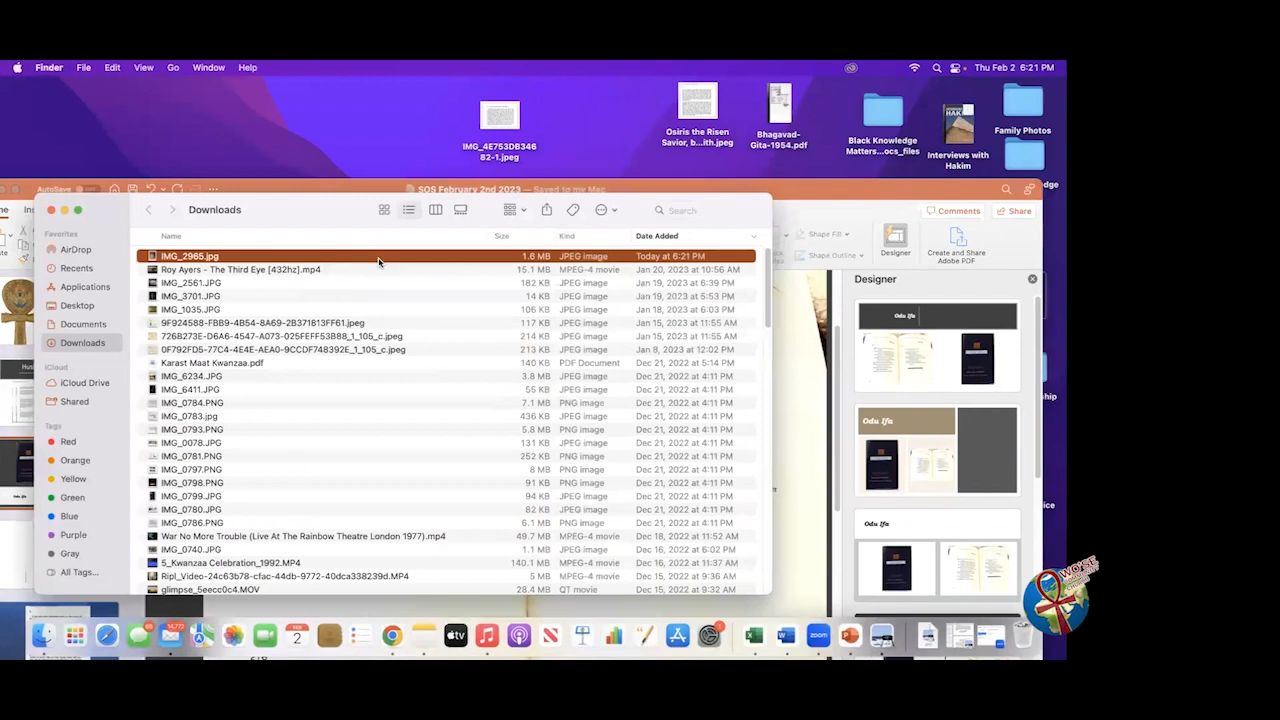 Finder File Edit View Go Window Help Thu Feb 2 6:21 PM
IMG_4E753DB346
82-1.jpeg
Osiris the Risen
Savior, b...ith.jpeg
Bhagavad-
Gita-1954.pdf
Black Knowledge
Matters...ocs_files
Interviews with
Hakim
Family Photos
AutoSave SOS February 2nd 2023 — Saved to my Mac
Comments Share
Downloads Search
Shape Fill
Shape Outline
Designer
Create and Share
Adobe PDF
Name Size Kind Date Added
IMG_2965.jpg 1.6 MB JPEG image Today at 6:21 PM
Roy Ayers - The Third Eye [432hz].mp4 15.1 MB MPEG-4 movie Jan 20, 2023 at 10:56 AM
IMG_2561.JPG 182 KB JPEG image Jan 19, 2023 at 6:39 PM
IMG_3701.JPG 14 KB JPEG image Jan 19, 2023 at 5:53 PM
IMG_1035.JPG 106 KB JPEG image Jan 18, 2023 at 6:03 PM
9F924588-FBB9-4B54-8A69-2B371813FF61.jpeg 117 KB JPEG image Jan 15, 2023 at 11:55 AM
726B273E-D6A6-4547-A073-025FEFF53B88_1_105_c.jpeg 214 KB JPEG image Jan 15, 2023 at 11:55 AM
0F792FD5-77C4-4E4E-AEA0-9CCDF748392E_1_105_c.jpeg 213 KB JPEG image Jan 8, 2023 at 12:02 PM
Karast Maat Kwanzaa.pdf 140 KB PDF Document Dec 21, 2022 at 5:14 PM
IMG_6234.JPG 3.8 MB JPEG image Dec 21, 2022 at 4:11 PM
IMG_6411.JPG 55 KB JPEG image Dec 21, 2022 at 4:11 PM
IMG_0784.PNG 7.1 MB PNG image Dec 21, 2022 at 4:11 PM
IMG_0783.jpg 436 KB JPEG image Dec 21, 2022 at 4:11 PM
IMG_0793.PNG 5.8 MB PNG image Dec 21, 2022 at 4:11 PM
IMG_0078.JPG 131 KB JPEG image Dec 21, 2022 at 4:11 PM
IMG_0781.PNG 252 KB PNG image Dec 21, 2022 at 4:11 PM
IMG_0797.PNG 8 MB PNG image Dec 21, 2022 at 4:11 PM
IMG_0798.PNG 91 KB PNG image Dec 21, 2022 at 4:11 PM
IMG_0799.JPG 94 KB JPEG image Dec 21, 2022 at 4:11 PM
IMG_0780.JPG 82 KB JPEG image Dec 21, 2022 at 4:11 PM
IMG_0786.PNG 6.1 MB PNG image Dec 21, 2022 at 4:11 PM
War No More Trouble (Live At The Rainbow Theatre London 1977).mp4 49.7 MB MPEG-4 movie Dec 18, 2022 at 11:52 AM
IMG_0740.JPG 1.1 MB JPEG image Dec 16, 2022 at 6:02 PM
5_Kwanzaa Celebration_1992.MP4 140.1 MB MPEG-4 movie Dec 16, 2022 at 11:37 AM
Ripl_Video-24c63b78-cfac-44db-9772-40dca338239d.MP4 5 MB MPEG-4 movie Dec 15, 2022 at 9:36 AM
glimpse_5eecc0c4.MOV 28.4 MB QT movie Dec 15, 2022 at 9:32 AM
Favorites
AirDrop
Recents
Applications
Desktop
Documents
Downloads
iCloud
iCloud Drive
Shared
Tags
Red
Orange
Yellow
Green
Blue
Purple
Gray
All Tags...
Designer
Odu Ifa
Odu Ifa
Odu Ifa
FEB
2
tv
zoom